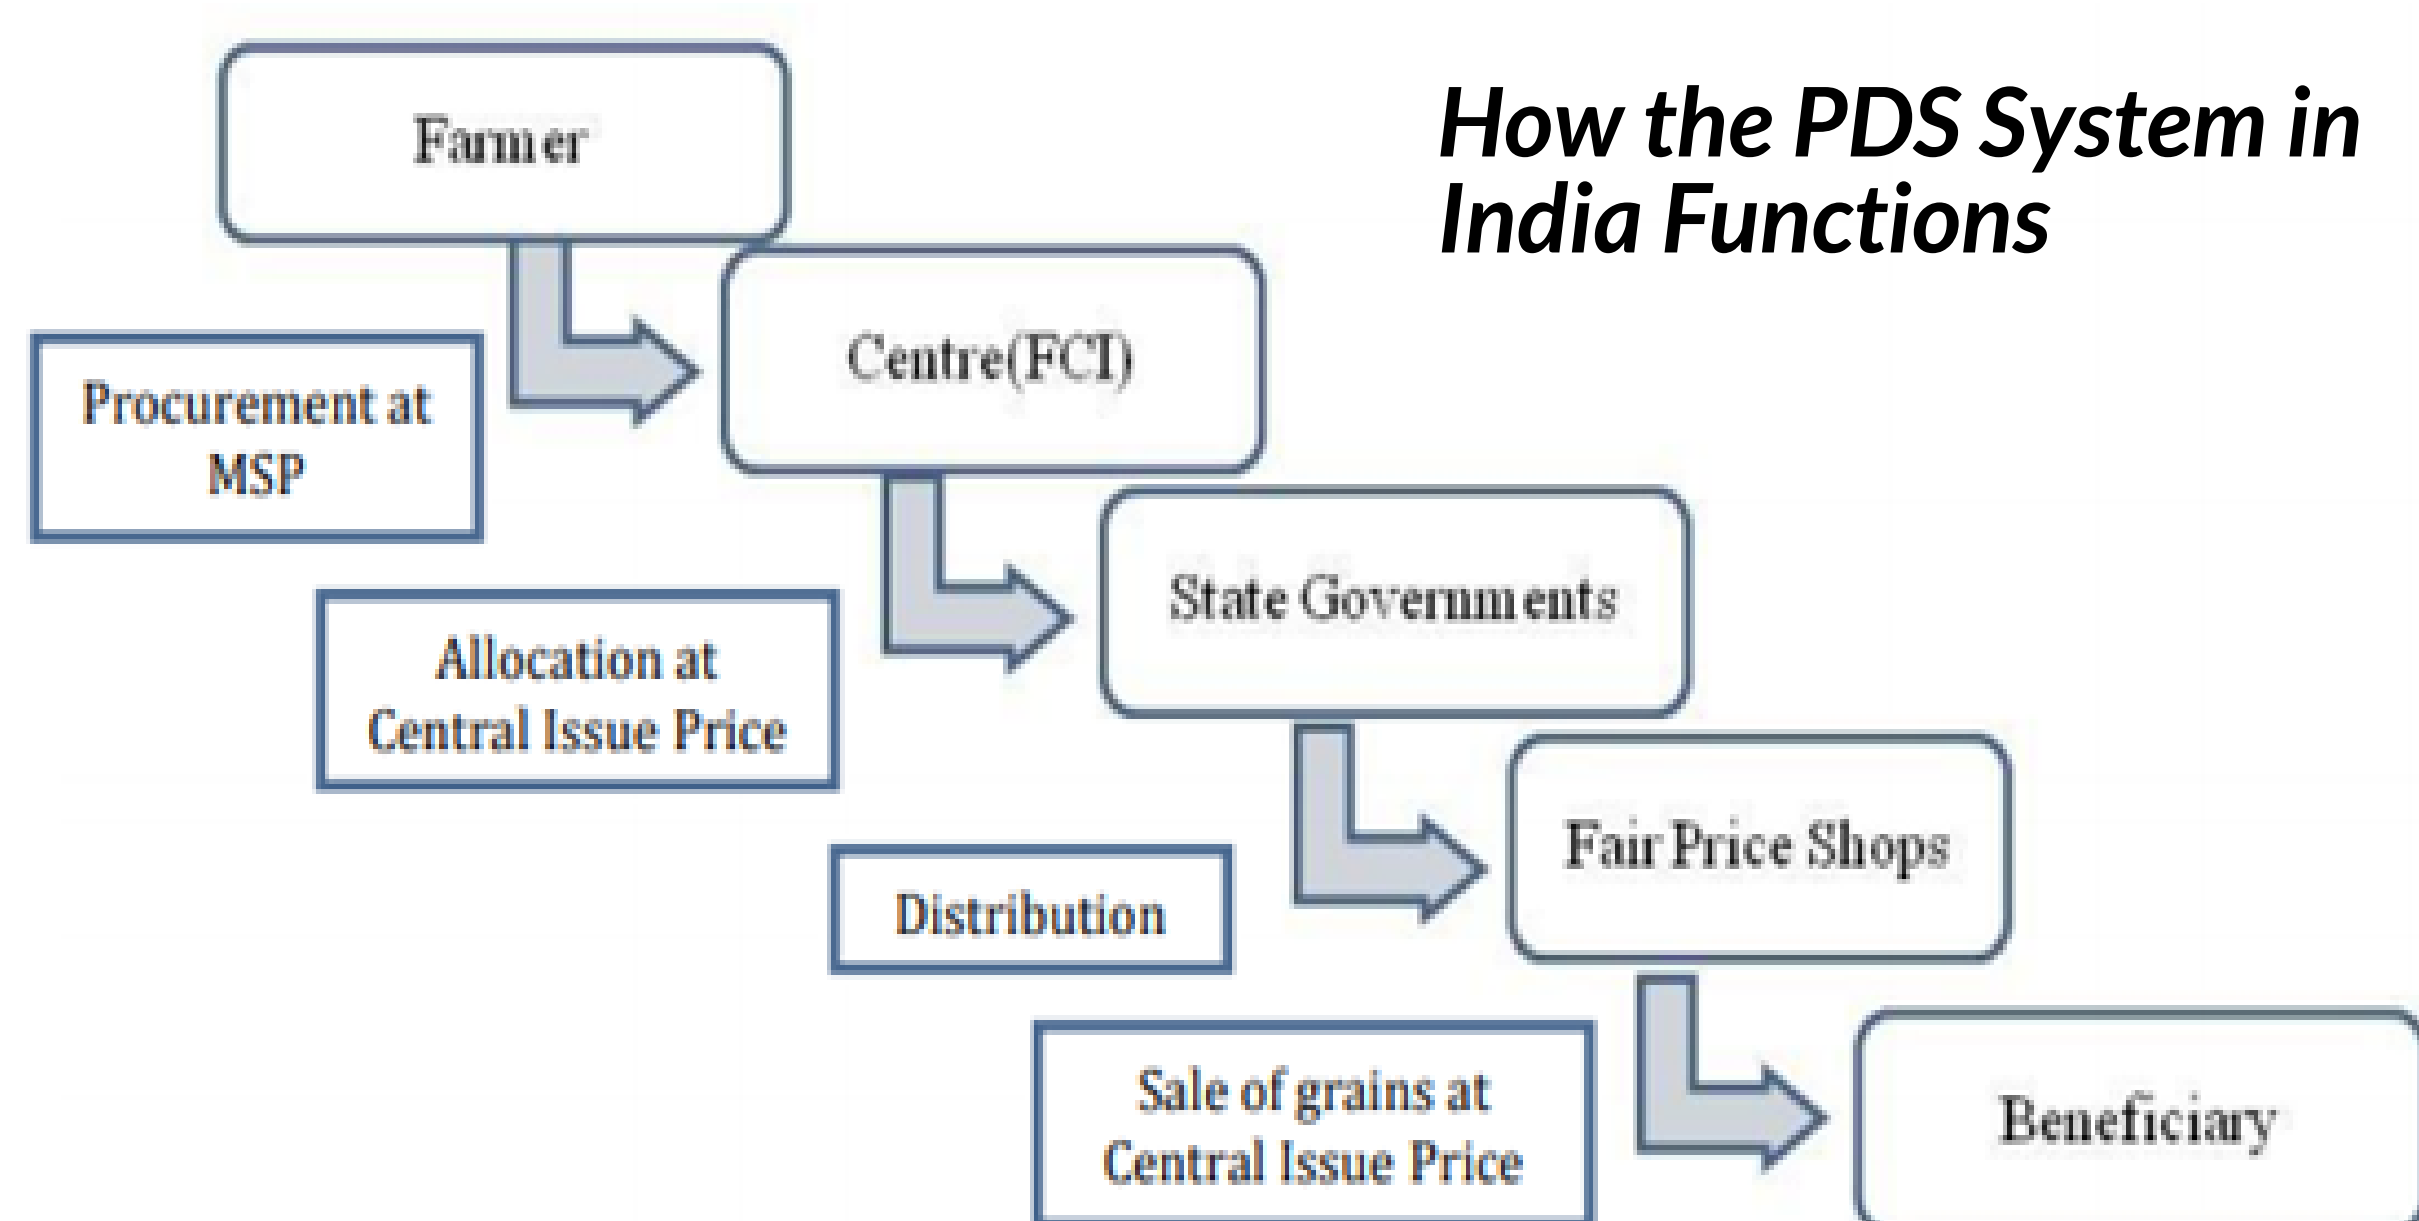 How the PDS System in
India Functions
Farmer
Procurement at
MSP
Centre(FCI)
Allocation at
Central Issue Price
State Governments
Distribution
Fair Price Shops
Sale of grains at
Central Issue Price
Beneficiary